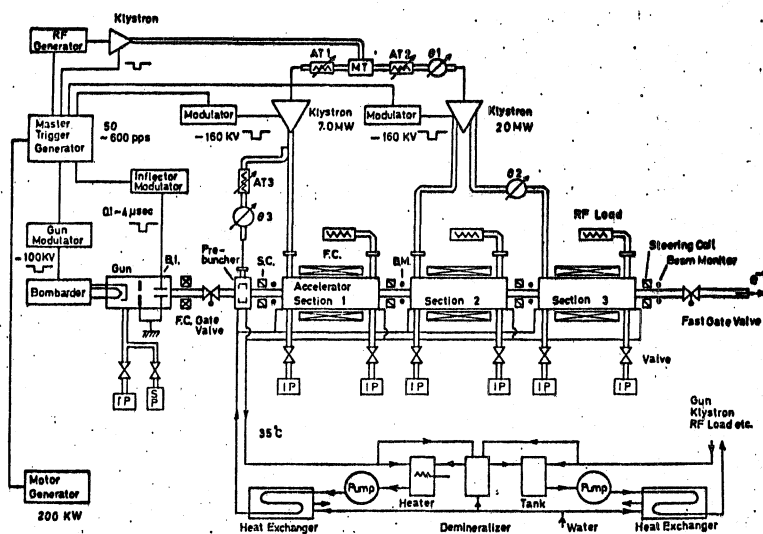 Klystron
RF
Generator
AT1
MT
AT2
θ1
Master
Trigger
Generator
50
~600 pps
Modulator
-160 KV
Klystron
7.0 MW
Modulator
-160 KV
Klystron
20 MW
Inflector
Modulator
0.1~4 μsec
AT3
θ3
θ2
Gun
Modulator
-100KV
Gun
B.I.
Pre-
buncher
S.C.
F.C.
B.M.
RF Load
Steering Coil
Beam Monitor
e⁻
Bombarder
F.C.
Gate
Valve
Accelerator
Section 1
Section 2
Section 3
Fast Gate Valve
Valve
IP
SP
IP
IP
IP
IP
IP
IP
35℃
Gun
Klystron
RF Load etc.
Motor
Generator
200 KW
Pump
Heater
Tank
Pump
Heat Exchanger
Demineralizer
Water
Heat Exchanger